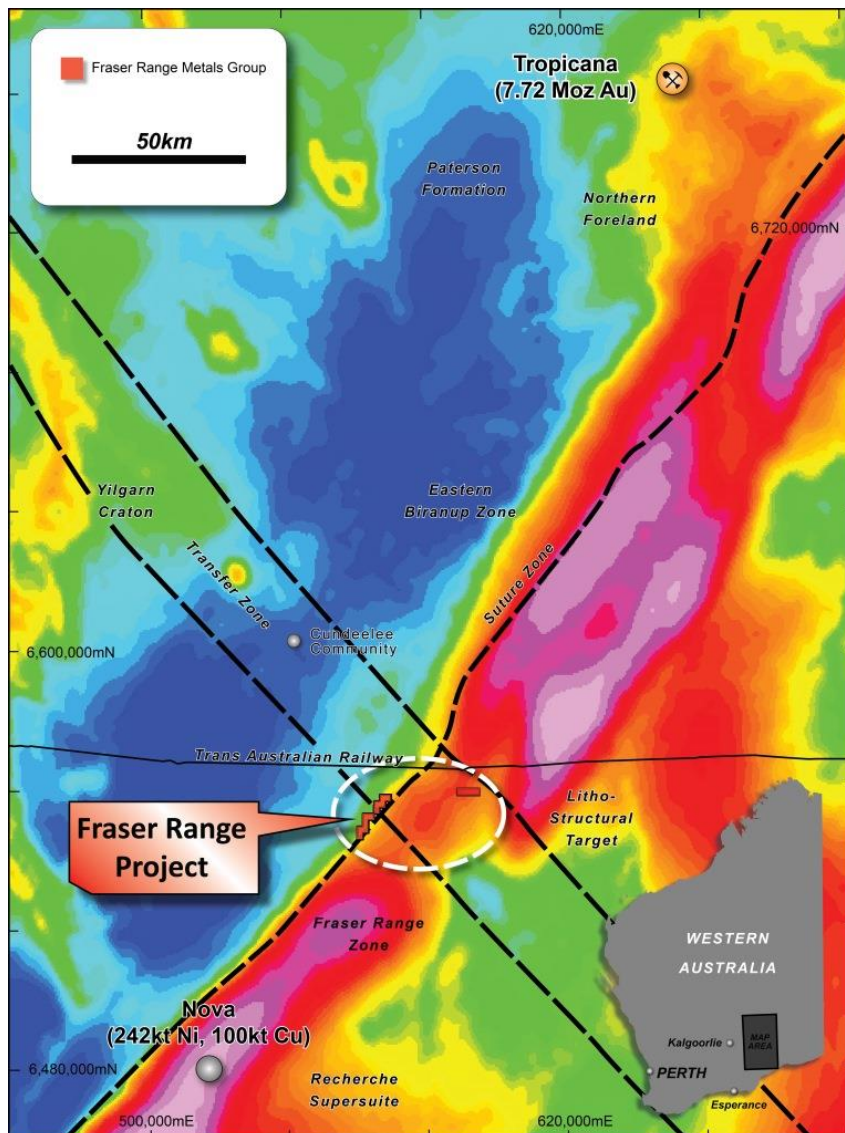 620,000mE
Fraser Range Metals Group
50km
Tropicana
(7.72 Moz Au)
Paterson
Formation
Northern
Foreland
6,720,000mN
Yilgarn
Craton
Eastern
Biranup Zone
Transfer Zone
Suture Zone
Cundeelee
Community
6,600,000mN
Trans Australian Railway
Fraser Range
Project
Litho-
Structural
Target
Fraser Range
Zone
WESTERN
AUSTRALIA
Nova
(242kt Ni, 100kt Cu)
Kalgoorlie
MAP
AREA
6,480,000mN
PERTH
Recherche
Supersuite
Esperance
500,000mE
620,000mE